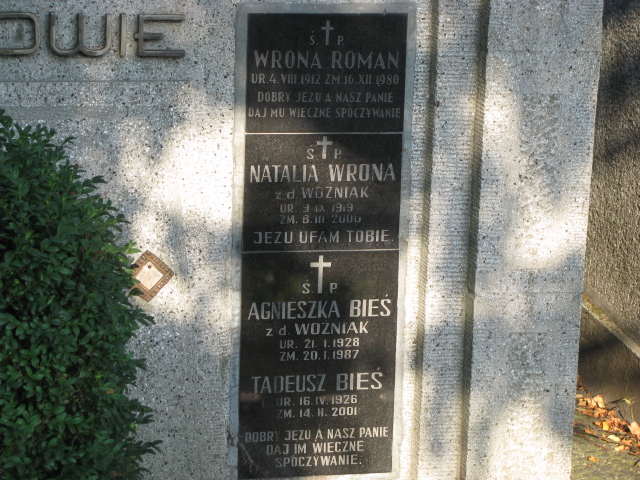 OWIE
Ś. P.
WRONA ROMAN
UR. 4. VIII. 1912 ZM. 16. XII. 1980
DOBRY JEZU A NASZ PANIE
DAJ MU WIECZNE SPOCZYWANIE
Ś. P.
NATALIA WRONA
z d. WOŹNIAK
UR. 9. IX. 1919
ZM. 8. III. 2000
JEZU UFAM TOBIE.
Ś. P
AGNIESZKA BIEŚ
z d. WOŹNIAK
UR. 21. I. 1928
ZM. 20. I. 1987
TADEUSZ BIEŚ
UR. 16. IV. 1926
ZM. 14. II. 2001
DOBRY JEZU A NASZ PANIE
DAJ IM WIECZNE
SPOCZYWANIE.